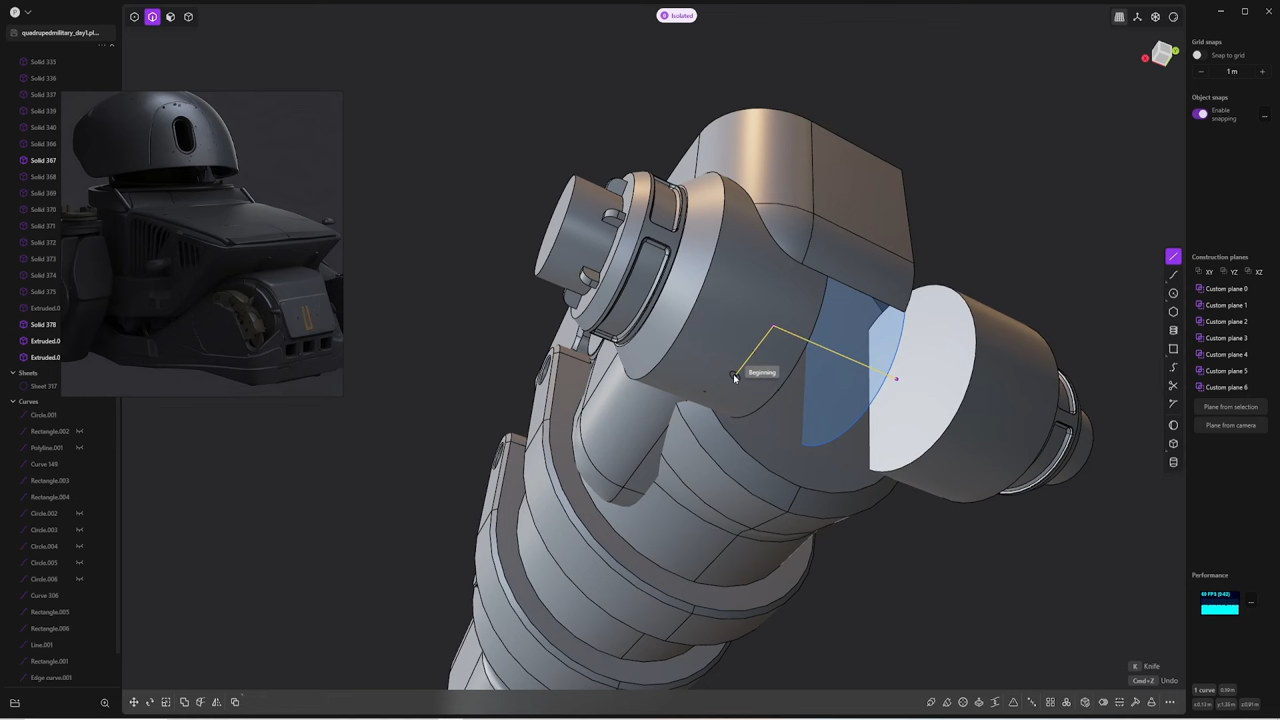 P
quadrupedmilitary_day1.pl...
Isolated
Solid 335
Solid 336
Solid 337
Solid 339
Solid 340
Solid 366
Solid 367
Solid 368
Solid 369
Solid 370
Solid 371
Solid 372
Solid 373
Solid 374
Solid 375
Extruded.0
Solid 378
Extruded.0
Extruded.0
Sheets
Sheet 317
Curves
Circle.001
Rectangle.002
Polyline.001
Curve 149
Rectangle.003
Rectangle.004
Circle.002
Circle.003
Circle.004
Circle.005
Circle.006
Curve 306
Rectangle.005
Rectangle.006
Line.001
Rectangle.001
Edge curve.001
Beginning
X
Y
Grid snaps
Snap to grid
1 m
Object snaps
Enable
snapping
Construction planes
XY YZ XZ
Custom plane 0
Custom plane 1
Custom plane 2
Custom plane 3
Custom plane 4
Custom plane 5
Custom plane 6
Plane from selection
Plane from camera
Performance
K Knife
Cmd+Z Undo
1 curve